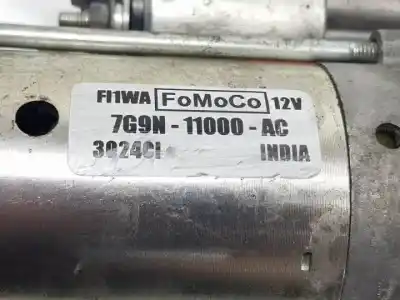 FI1WA FoMoCo 12V
7G9N - 11000 - AC
3024CI INDIA